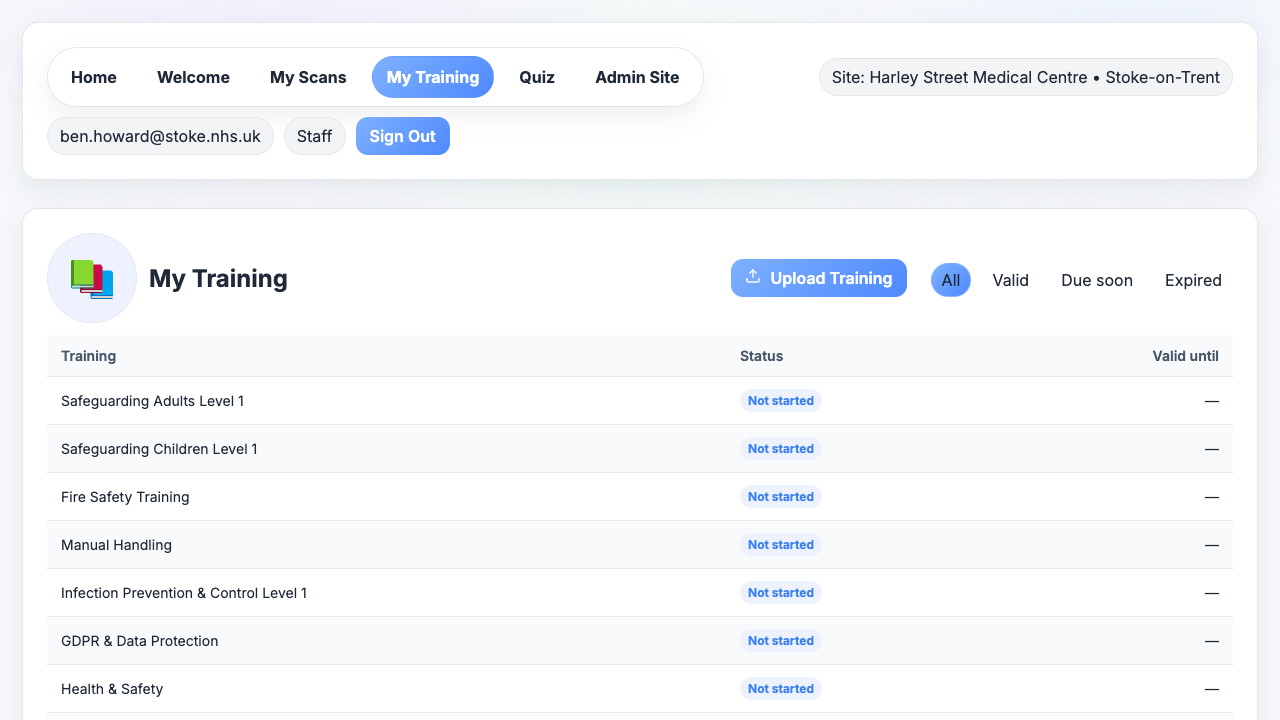 Home Welcome My Scans My Training Quiz Admin Site
Site: Harley Street Medical Centre • Stoke-on-Trent
ben.howard@stoke.nhs.uk Staff Sign Out
My Training
Upload Training All Valid Due soon Expired
Training Status Valid until
Safeguarding Adults Level 1 Not started —
Safeguarding Children Level 1 Not started —
Fire Safety Training Not started —
Manual Handling Not started —
Infection Prevention & Control Level 1 Not started —
GDPR & Data Protection Not started —
Health & Safety Not started —